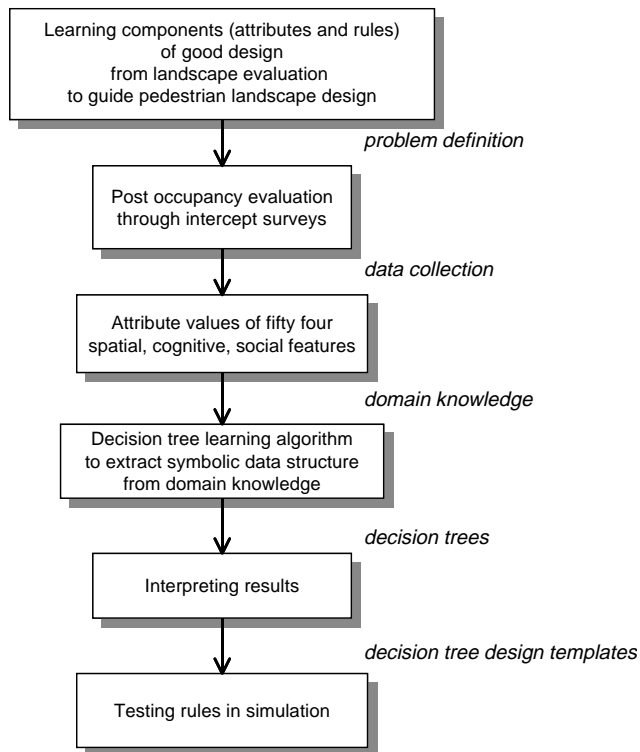 Learning components (attributes and rules)
of good design
from landscape evaluation
to guide pedestrian landscape design
problem definition
Post occupancy evaluation
through intercept surveys
data collection
Attribute values of fifty four
spatial, cognitive, social features
domain knowledge
Decision tree learning algorithm
to extract symbolic data structure
from domain knowledge
decision trees
Interpreting results
decision tree design templates
Testing rules in simulation